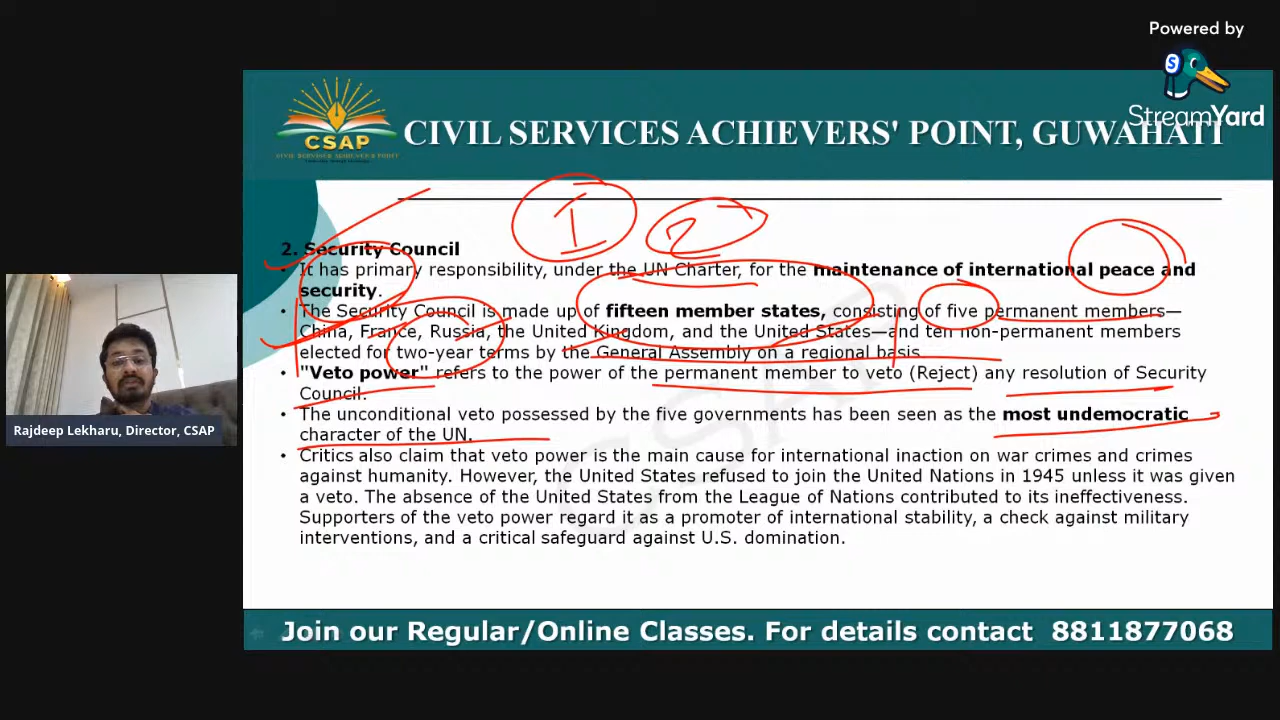 Powered by
S
StreamYard
CSAP
CIVIL SERVICES ACHIEVERS' POINT, GUWAHATI
I 2
2. Security Council
• It has primary responsibility, under the UN Charter, for the maintenance of international peace and
security.
• The Security Council is made up of fifteen member states, consisting of five permanent members—
China, France, Russia, the United Kingdom, and the United States—and ten non-permanent members
elected for two-year terms by the General Assembly on a regional basis.
• "Veto power" refers to the power of the permanent member to veto (Reject) any resolution of Security
Council.
• The unconditional veto possessed by the five governments has been seen as the most undemocratic
character of the UN.
• Critics also claim that veto power is the main cause for international inaction on war crimes and crimes
against humanity. However, the United States refused to join the United Nations in 1945 unless it was given
a veto. The absence of the United States from the League of Nations contributed to its ineffectiveness.
Supporters of the veto power regard it as a promoter of international stability, a check against military
interventions, and a critical safeguard against U.S. domination.
CSAP
Rajdeep Lekharu, Director, CSAP
Join our Regular/Online Classes. For details contact 8811877068